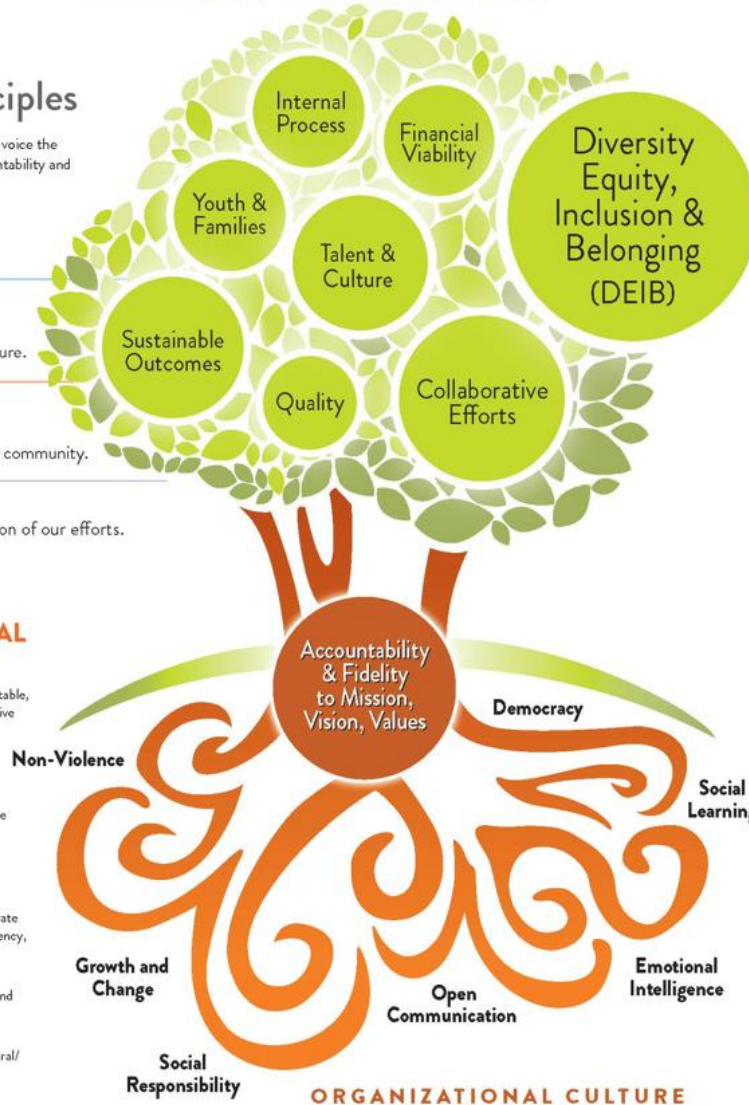 ciples
voice the
ntability and
ure.
community.
on of our efforts.
AL
table,
ive
e
ate
ency,
nd
ral/
Internal
Process
Financial
Viability
Diversity
Equity,
Inclusion &
Belonging
(DEIB)
Youth &
Families
Talent &
Culture
Sustainable
Outcomes
Quality
Collaborative
Efforts
Accountability
& Fidelity
to Mission,
Vision, Values
Democracy
Non-Violence
Social
Learning
Growth and
Change
Open
Communication
Emotional
Intelligence
Social
Responsibility
ORGANIZATIONAL CULTURE